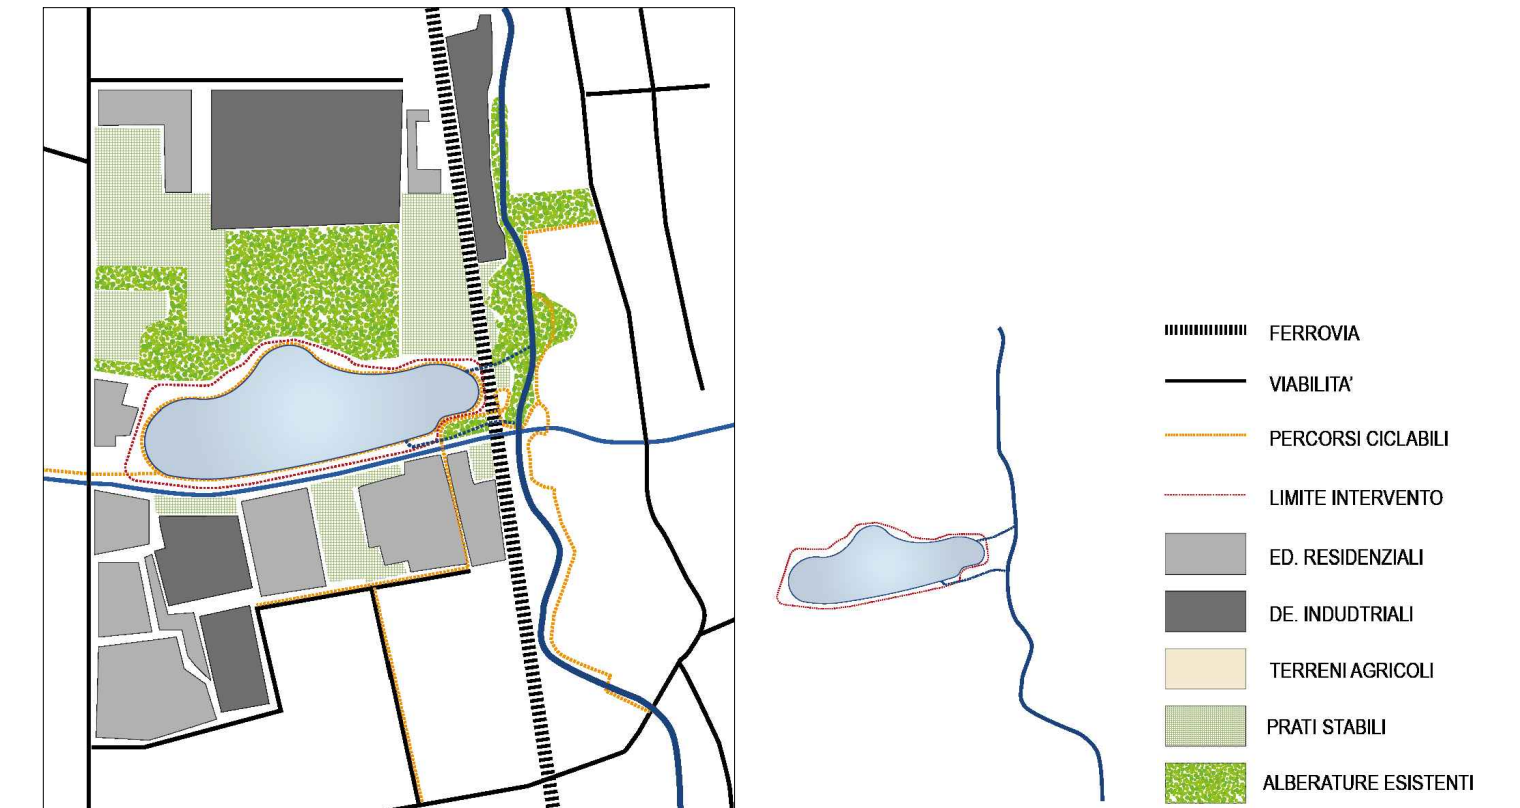 FERROVIA
VIABILITA'
PERCORSI CICLABILI
LIMITE INTERVENTO
ED. RESIDENZIALI
DE. INDUDTRIALI
TERRENI AGRICOLI
PRATI STABILI
ALBERATURE ESISTENTI